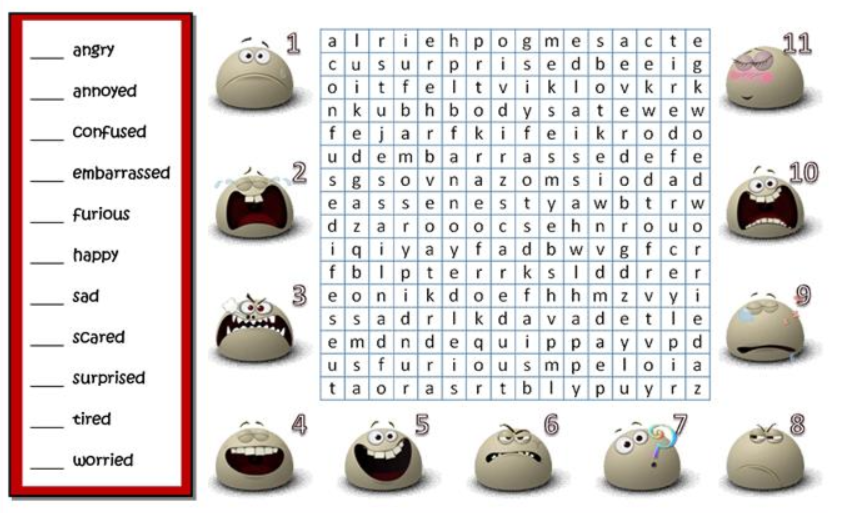 ____ angry
____ annoyed
____ confused
____ embarrassed
____ furious
____ happy
____ sad
____ scared
____ surprised
____ tired
____ worried
1
11
2
10
3
9
4
5
6
7
8
a l r i e h p o g m e s a c t e
c u s u r p r i s e d b e e i g
o i t f e l t v i k l o v k r k
n k u b h b o d y s a t e w e w
f e j a r f k i f e i k r o d o
u d e m b a r r a s s e d e f e
s g s o v n a z o m s i o d a d
e a s s e n e s t y a w b t r w
d z a r o o o c s e h n r o u o
i q i y a y f a d b w v g f c r
f b l p t e r r k s l d d r e r
e o n i k d o e f h h m z v y i
s s a d r l k d a v a d e t l e
e m d n d e q u i p p a y v p d
u s f u r i o u s m p e l o i a
t a o r a s r t b l y p u y r z